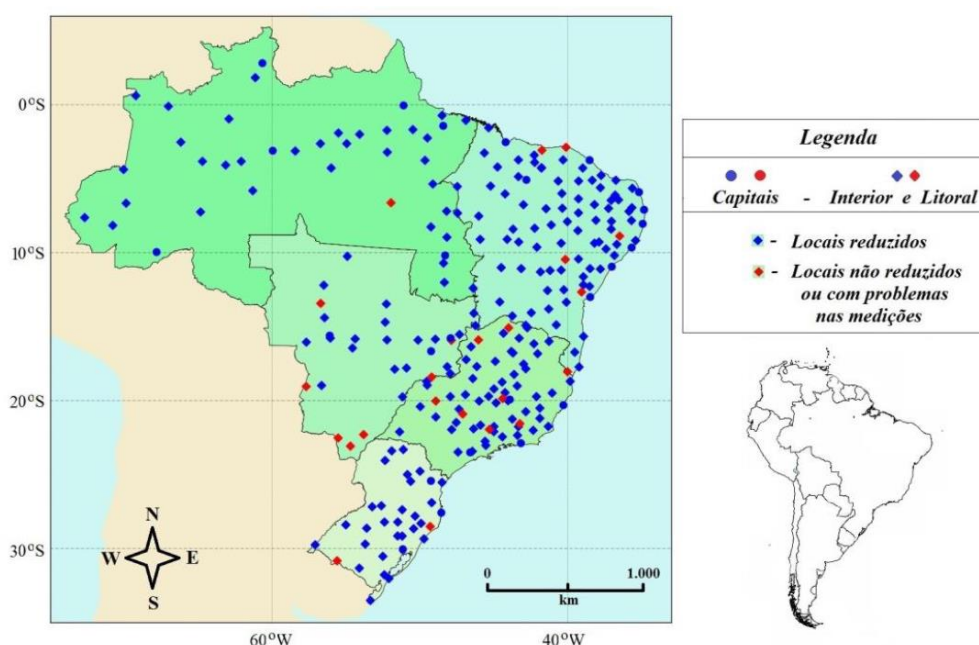 0°S
10°S
20°S
30°S
60°W
40°W
N
W
E
S
0
1.000
km
Legenda
Capitais - Interior e Litoral
- Locais reduzidos
- Locais não reduzidos
ou com problemas
nas medições